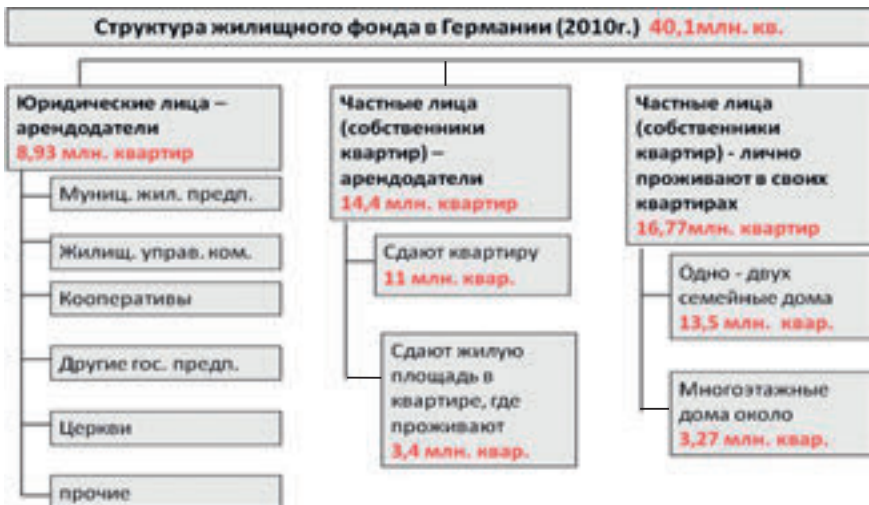 Структура жилищного фонда в Германии (2010г.) 40,1млн. кв.
Юридические лица –
арендодатели
8,93 млн. квартир
Муниц. жил. предп.
Жилищ. управ. ком.
Кооперативы
Другие гос. предп.
Церкви
прочие
Частные лица
(собственники
квартир) –
арендодатели
14,4 млн. квартир
Сдают квартиру
11 млн. квар.
Сдают жилую
площадь в
квартире, где
проживают
3,4 млн. квар.
Частные лица
(собственники
квартир) - лично
проживают в своих
квартирах
16,77млн. квартир
Одно - двух
семейные дома
13,5 млн. квар.
Многоэтажные
дома около
3,27 млн. квар.